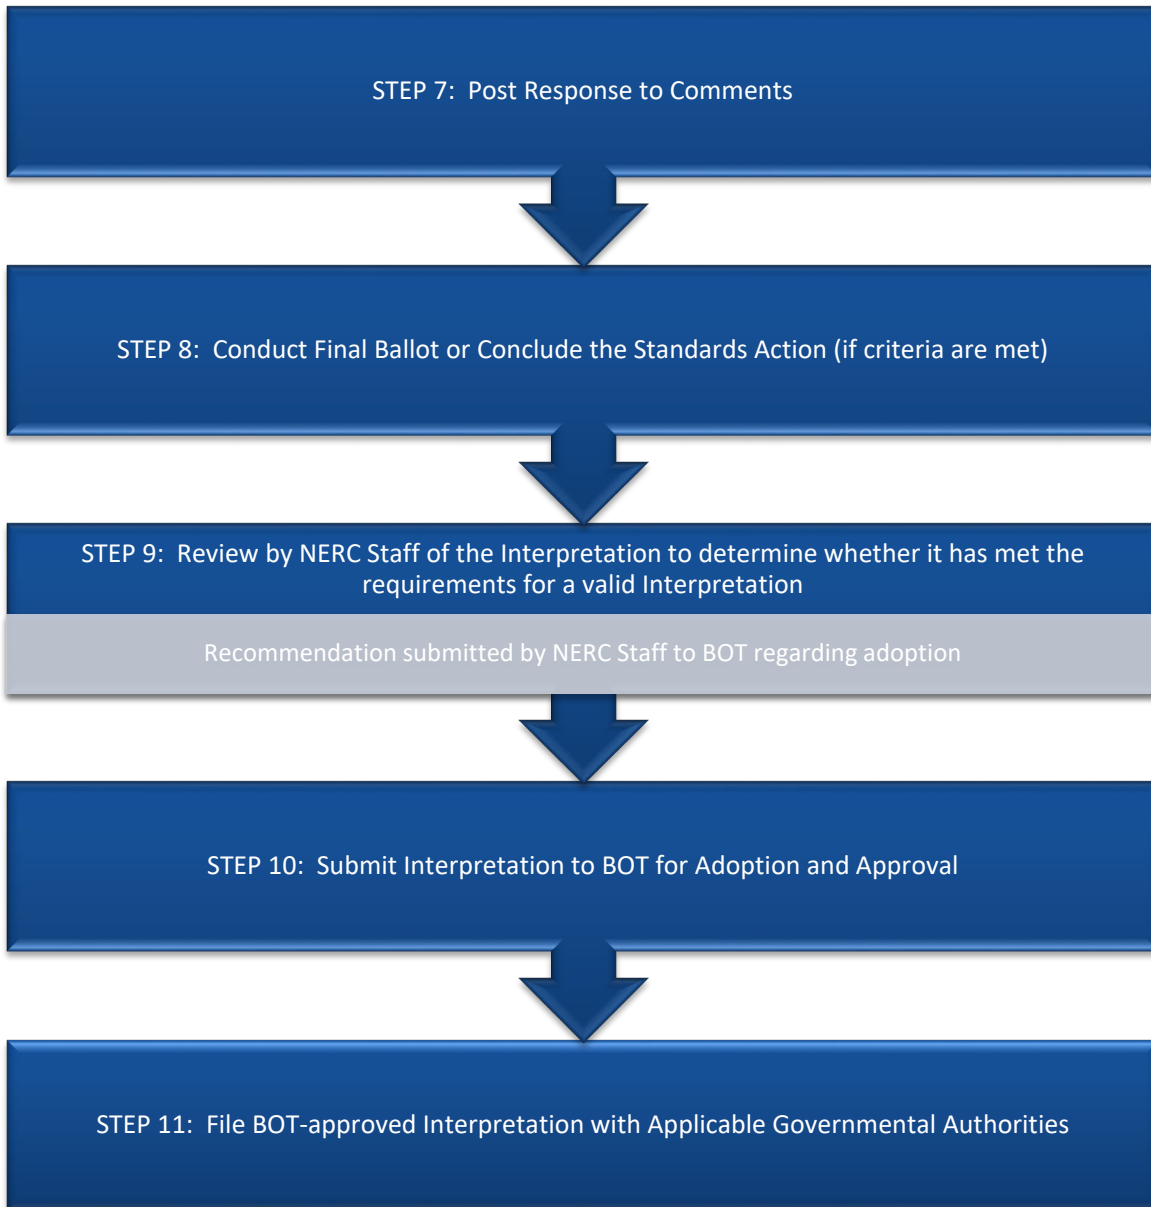 STEP 7:  Post Response to Comments
STEP 8:  Conduct Final Ballot or Conclude the Standards Action (if criteria are met)
STEP 9:  Review by NERC Staff of the Interpretation to determine whether it has met the
requirements for a valid Interpretation
Recommendation submitted by NERC Staff to BOT regarding adoption
STEP 10:  Submit Interpretation to BOT for Adoption and Approval
STEP 11:  File BOT-approved Interpretation with Applicable Governmental Authorities